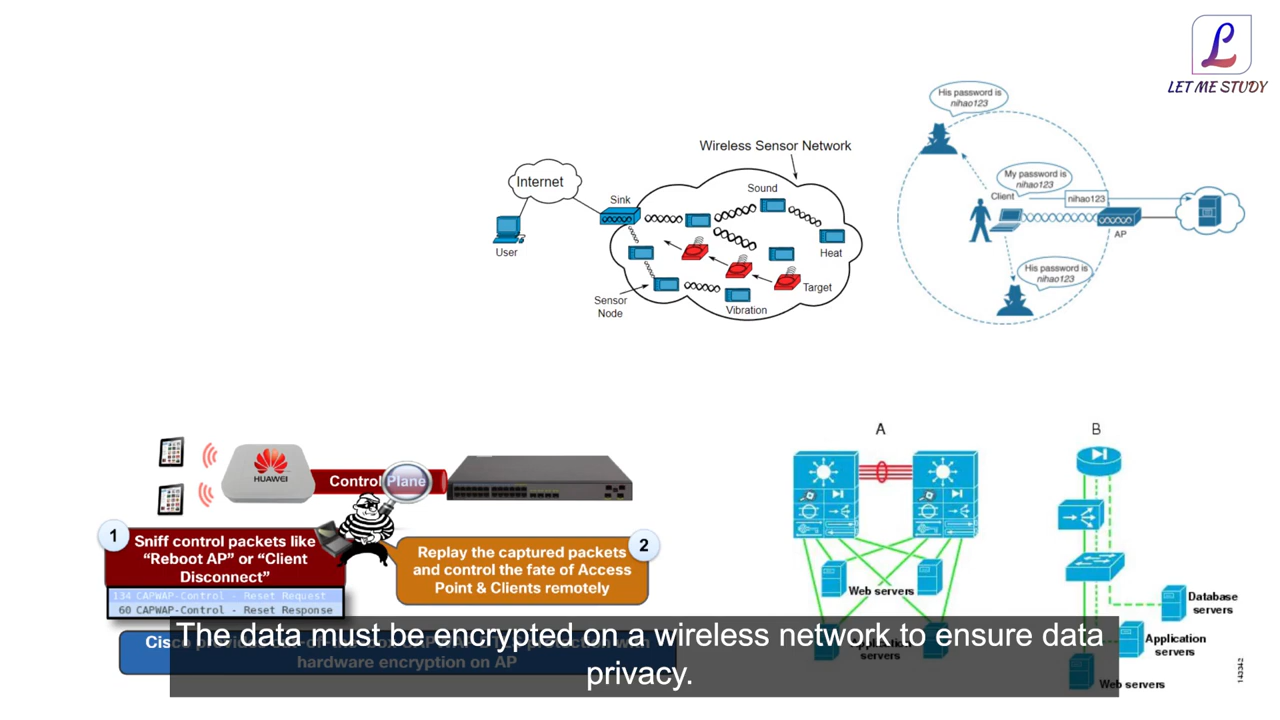 L
LET ME STUDY
His password is
nihao123
Wireless Sensor Network
Internet
Sink
Sound
User
Heat
Sensor
Node
Target
Vibration
My password is
nihao123
Client
nihao123
AP
His password is
nihao123
HUAWEI
Control Plane
1
Sniff control packets like
“Reboot AP” or “Client
Disconnect”
134 CAPWAP-Control - Reset Request
60 CAPWAP-Control - Reset Response
2
Replay the captured packets
and control the fate of Access
Point & Clients remotely
hardware encryption on AP
A
B
Web servers
servers
Database
servers
Application
servers
Web servers
143342
The data must be encrypted on a wireless network to ensure data
privacy.